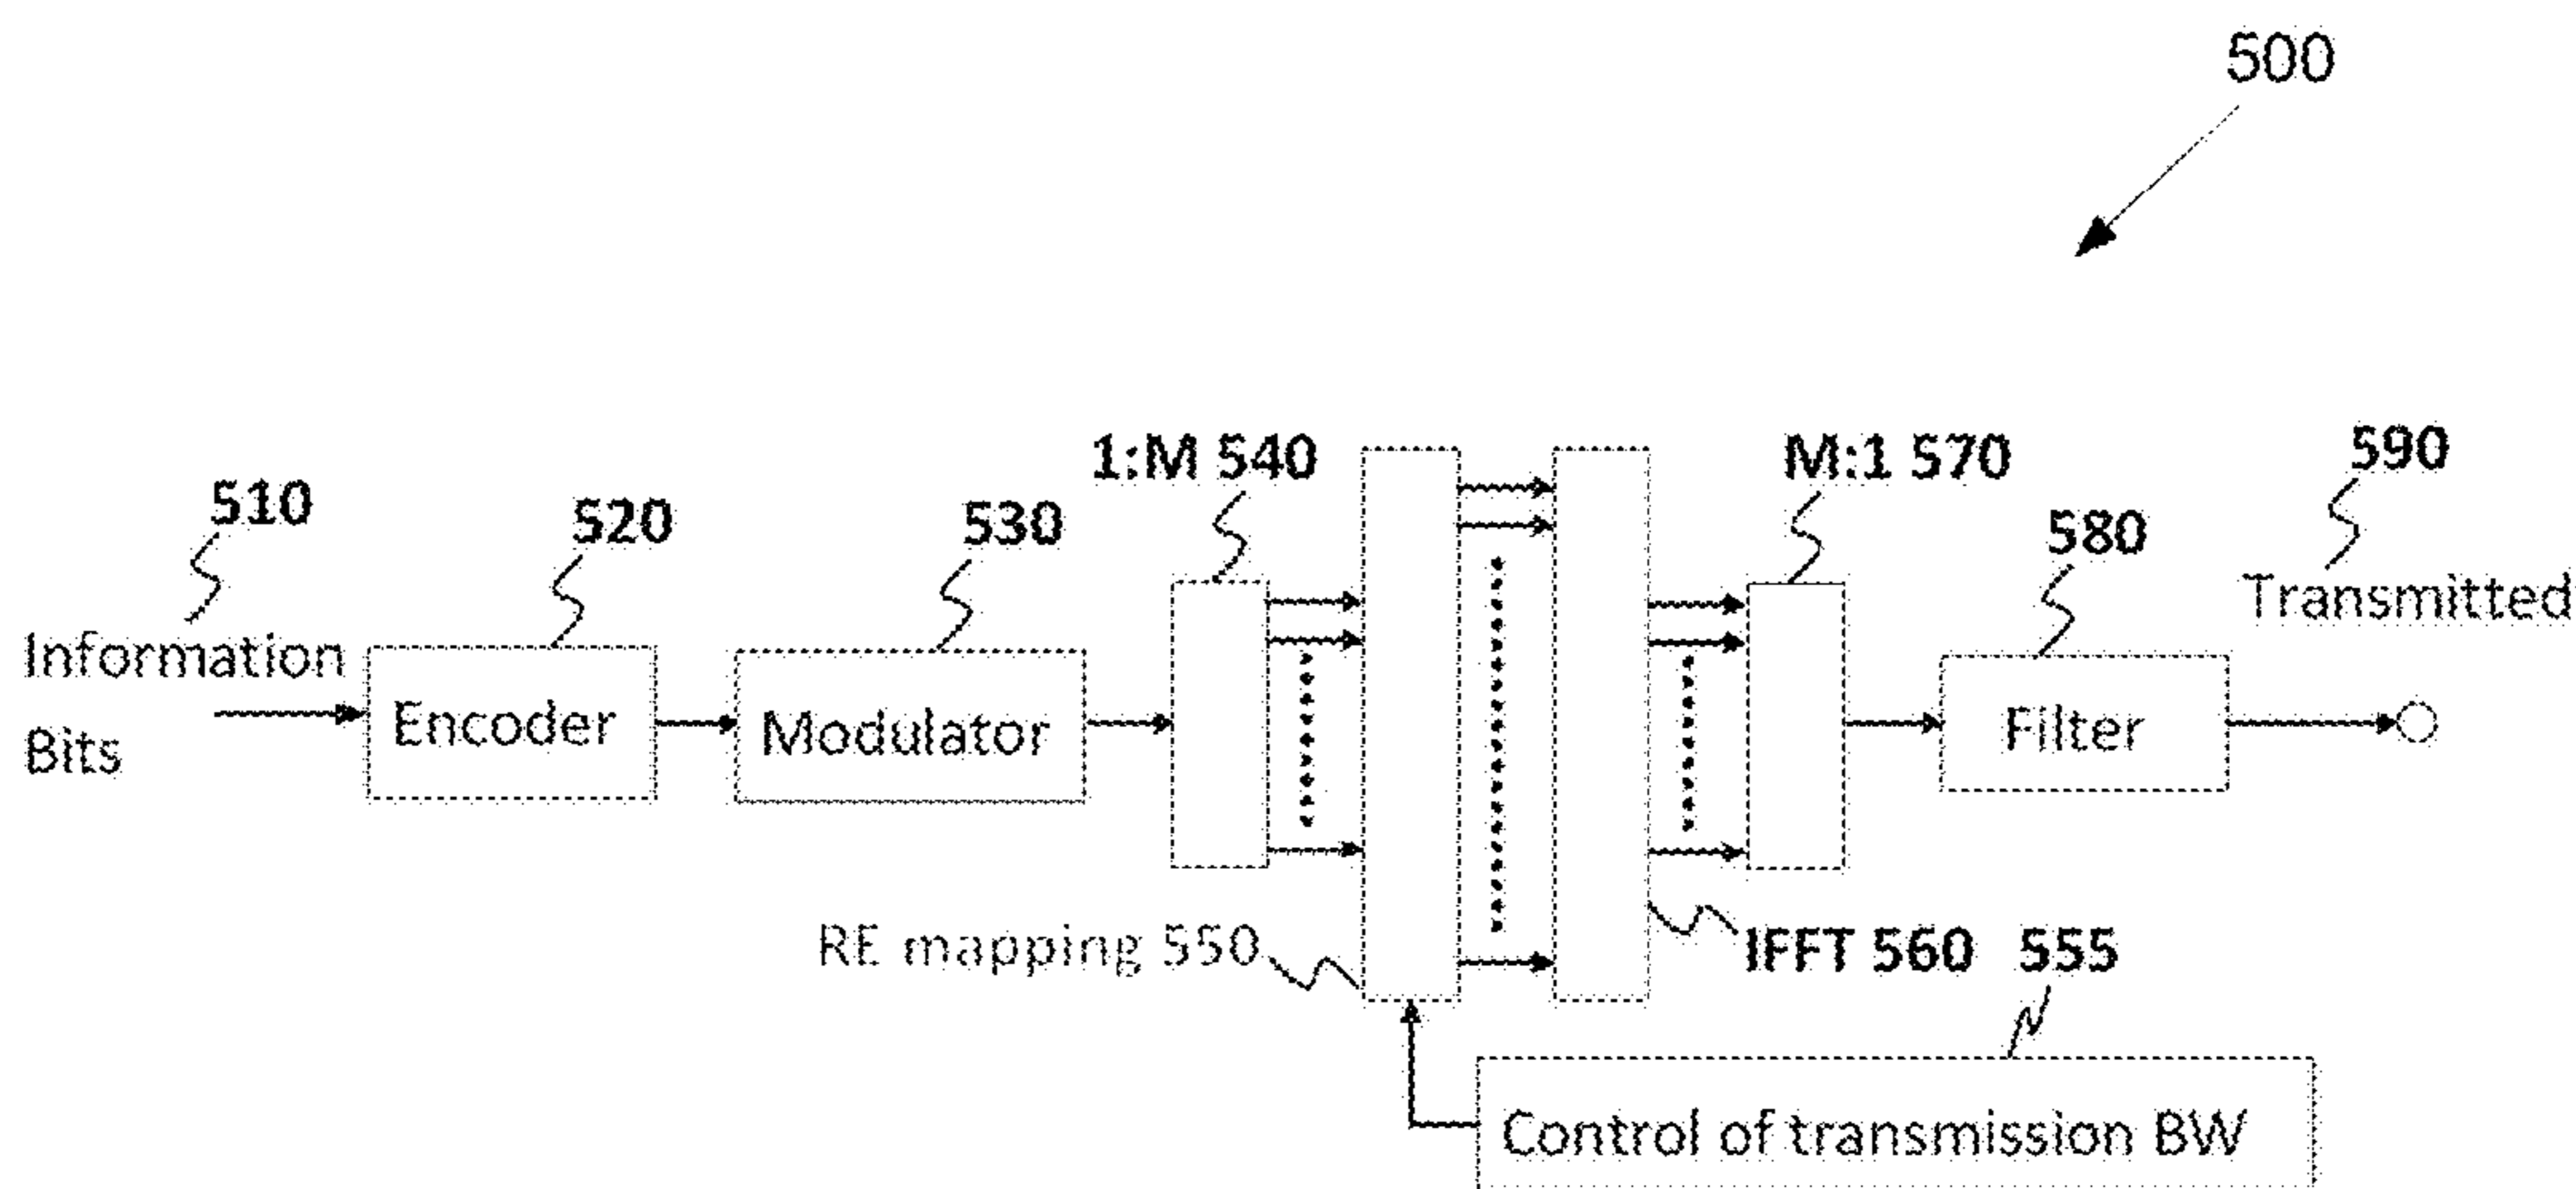 500
1:M 540
M:1 570
590
510
520
530
580
Transmitted
Information
Bits
Encoder
Modulator
Filter
RE mapping 550
IFFT 560
555
Control of transmission BW